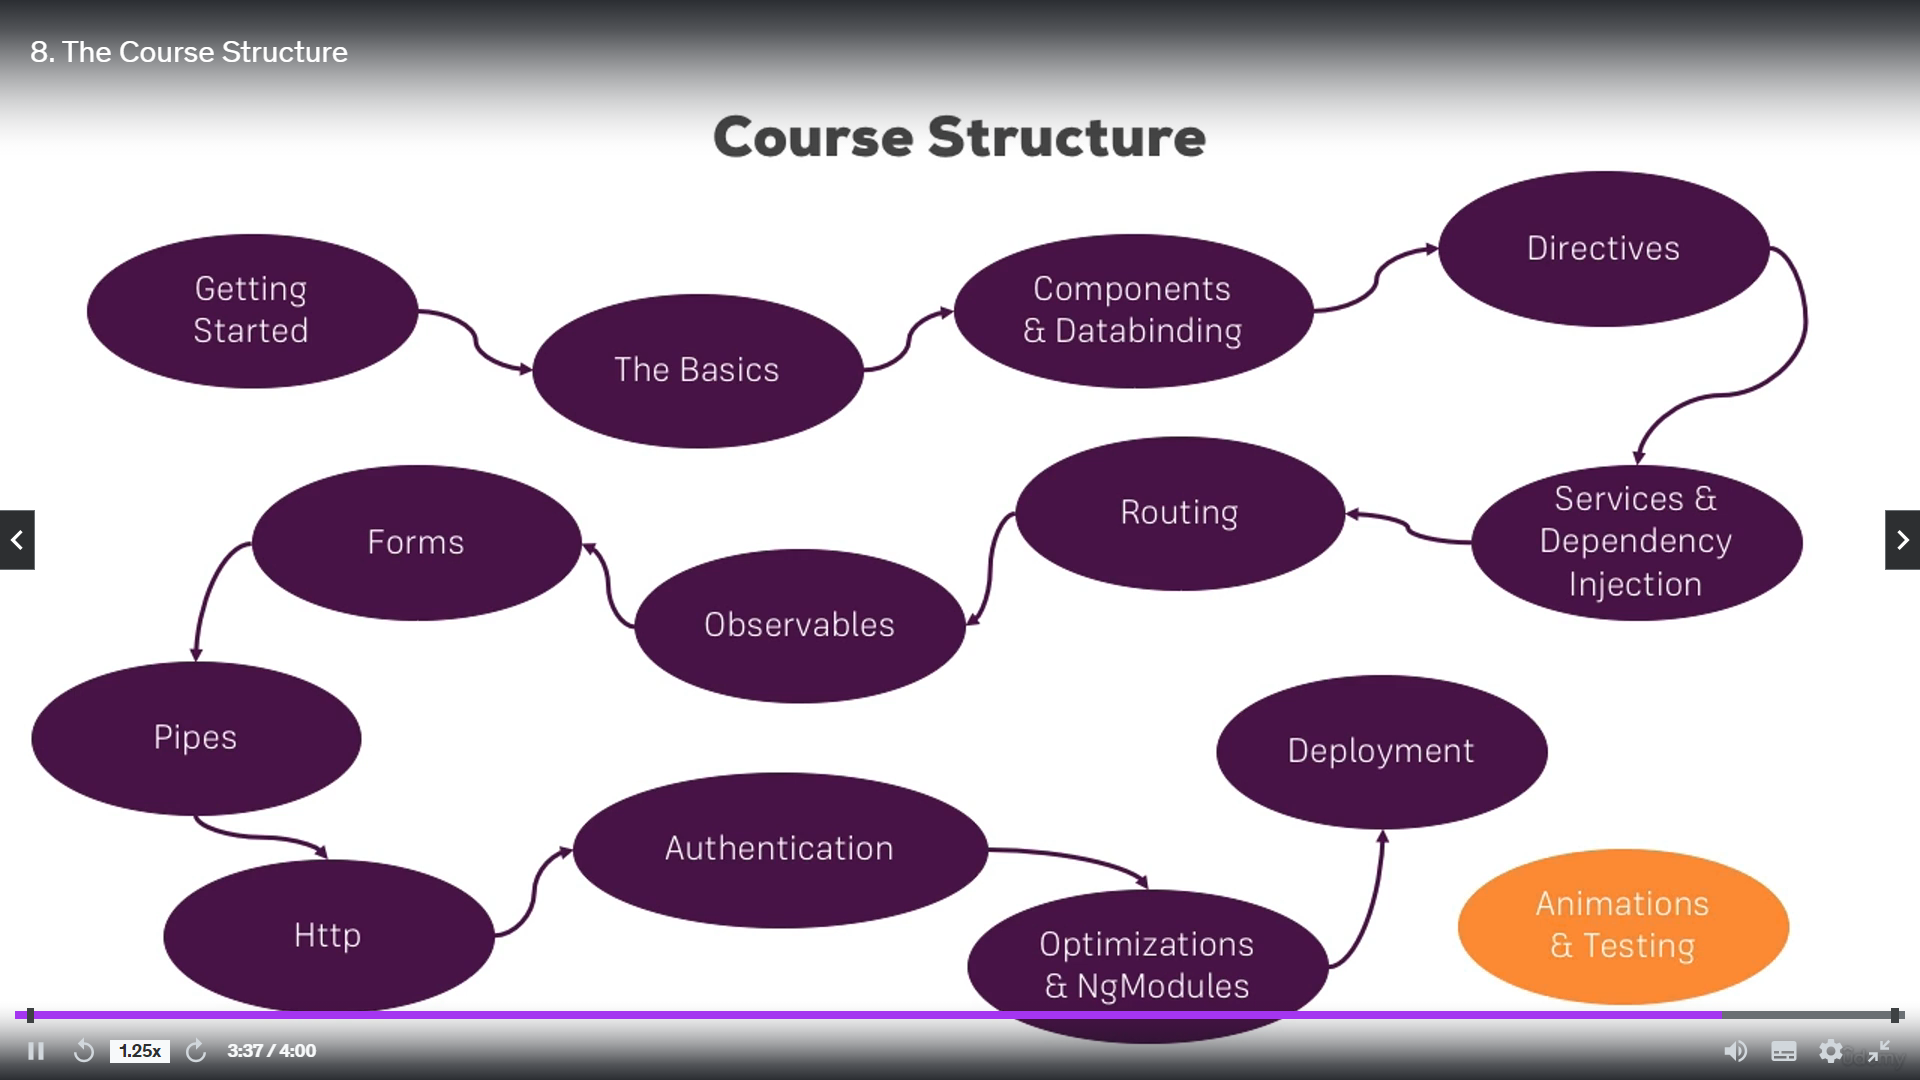 8. The Course Structure
Course Structure
Getting
Started
The Basics
Components
& Databinding
Directives
Services &
Dependency
Injection
Routing
Observables
Forms
Pipes
Http
Authentication
Optimizations
& NgModules
Deployment
Animations
& Testing
1.25x
3:37 / 4:00
Udemy